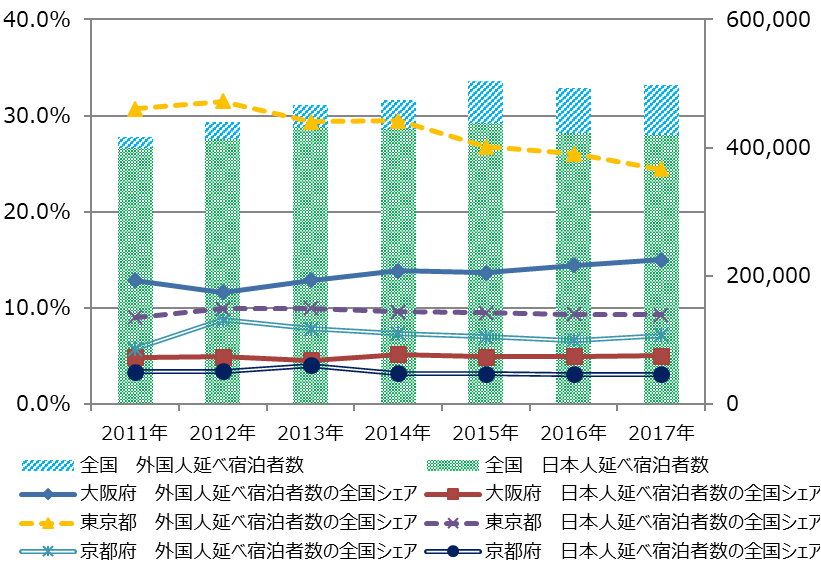 40.0% 600,000
30.0%
400,000
20.0%
200,000
10.0%
0.0% 0
2011年 2012年 2013年 2014年 2015年 2016年 2017年
全国　外国人延べ宿泊者数 全国　日本人延べ宿泊者数
大阪府　外国人延べ宿泊者数の全国シェア 大阪府　日本人延べ宿泊者数の全国シェア
東京都　外国人延べ宿泊者数の全国シェア 東京都　日本人延べ宿泊者数の全国シェア
京都府　外国人延べ宿泊者数の全国シェア 京都府　日本人延べ宿泊者数の全国シェア